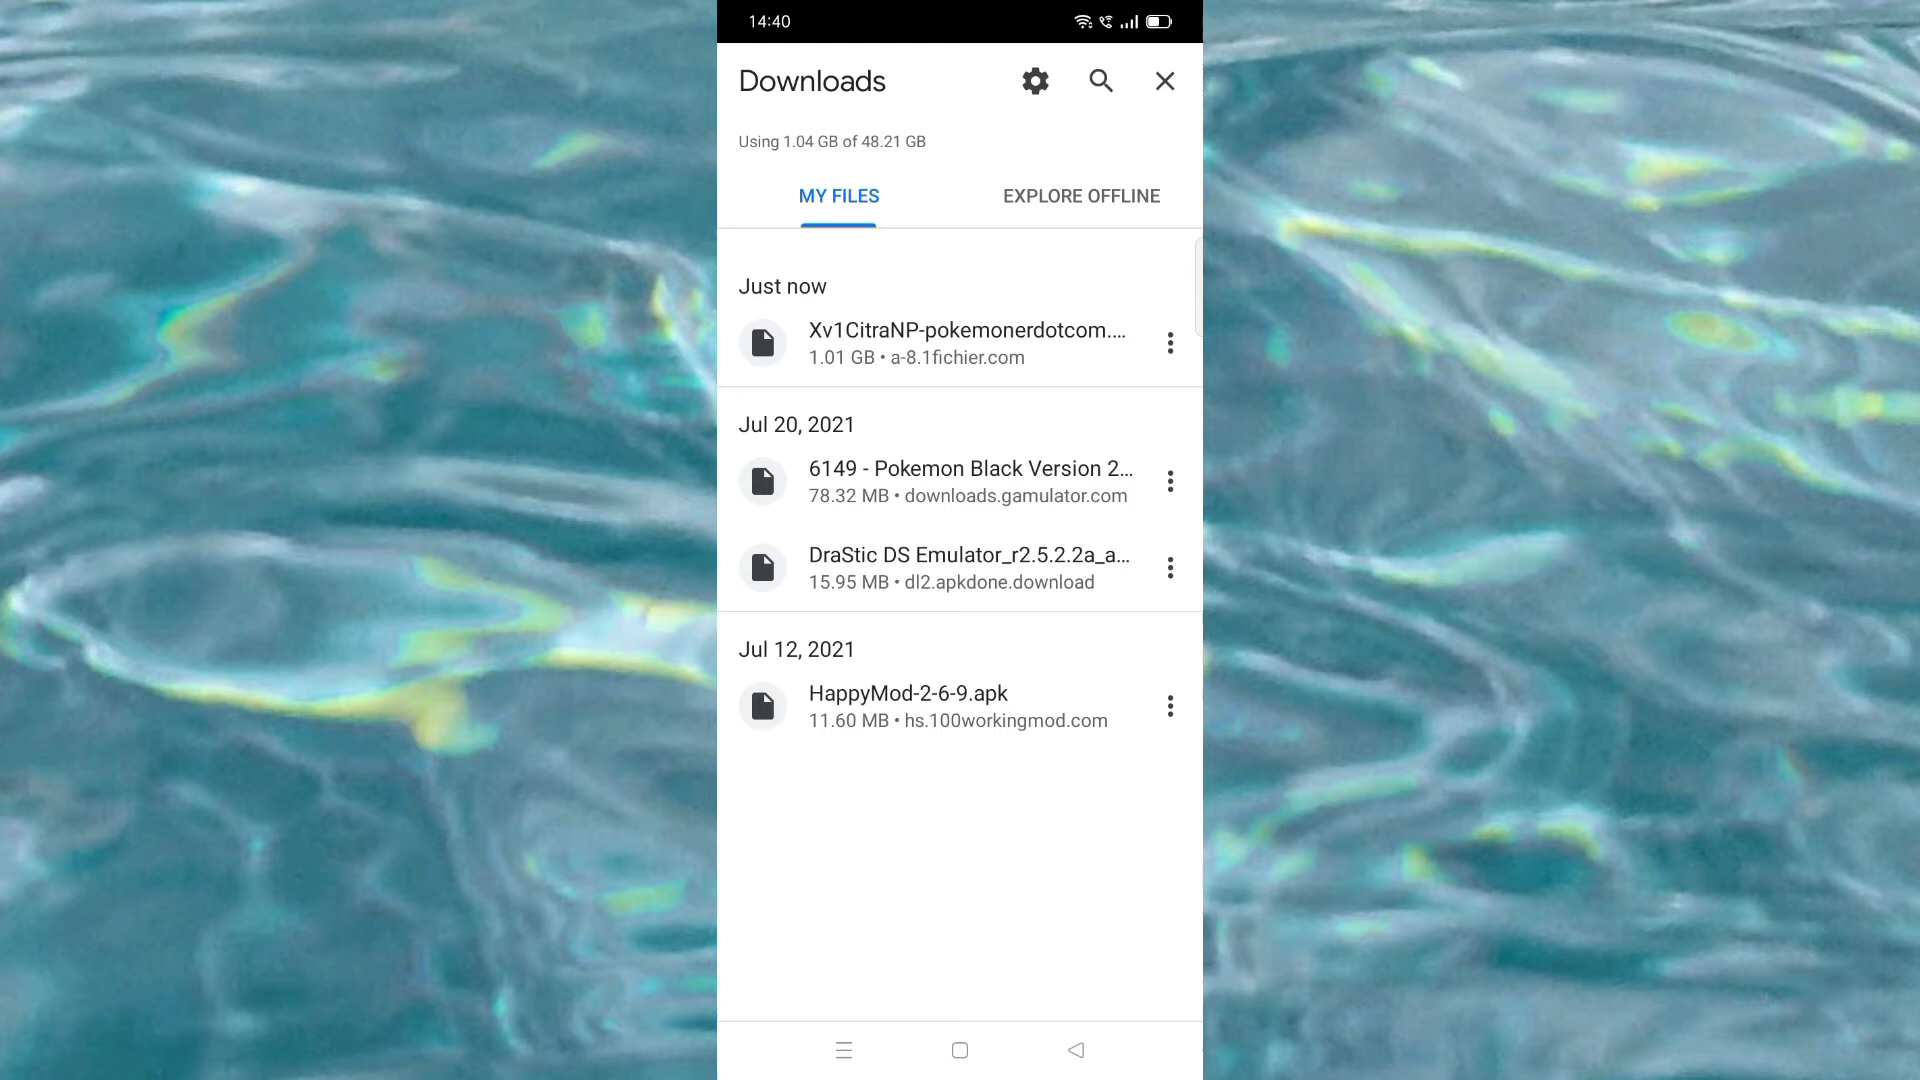 14:40
Downloads
Using 1.04 GB of 48.21 GB
MY FILES
EXPLORE OFFLINE
Just now
Xv1CitraNP-pokemonerdotcom....
1.01 GB • a-8.1fichier.com
Jul 20, 2021
6149 - Pokemon Black Version 2...
78.32 MB • downloads.gamulator.com
DraStic DS Emulator_r2.5.2.2a_a...
15.95 MB • dl2.apkdone.download
Jul 12, 2021
HappyMod-2-6-9.apk
11.60 MB • hs.100workingmod.com